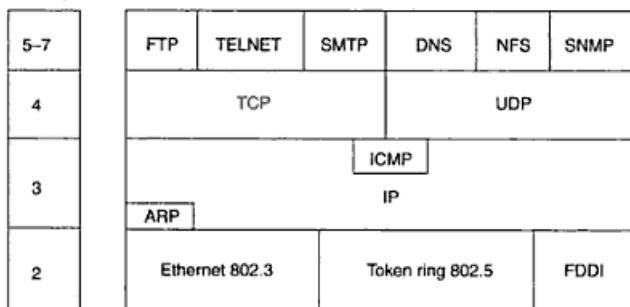 5–7 FTP TELNET SMTP DNS NFS SNMP
4 TCP UDP
ICMP
3 IP
ARP
2 Ethernet 802.3 Token ring 802.5 FDDI